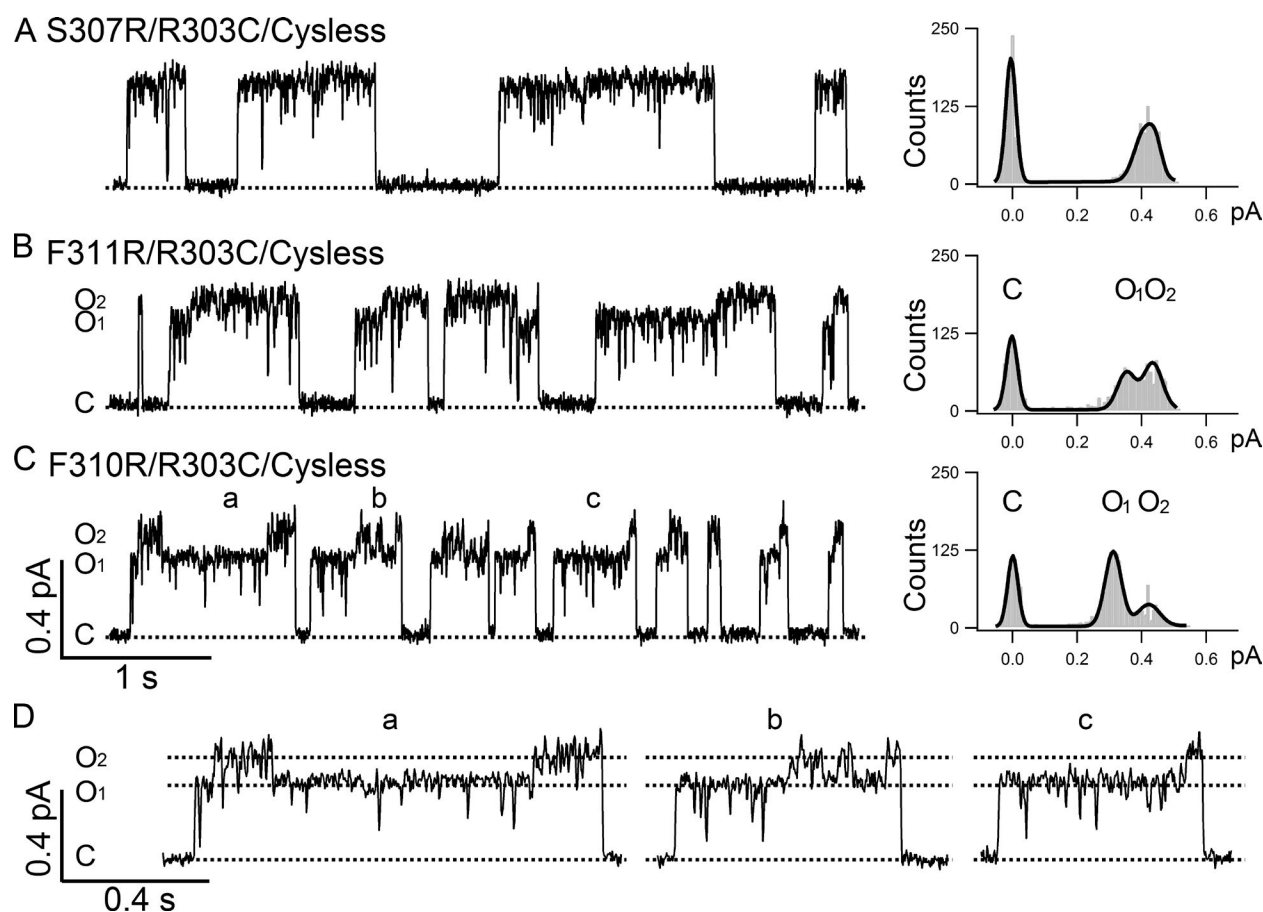 A S307R/R303C/Cysless
250
125
0
Counts
0.0 0.2 0.4 0.6 pA
B F311R/R303C/Cysless
O₂
O₁
C
250
125
0
Counts
C O₁O₂
0.0 0.2 0.4 0.6 pA
C F310R/R303C/Cysless
a b c
O₂
O₁
C
0.4 pA
1 s
250
125
0
Counts
C O₁ O₂
0.0 0.2 0.4 0.6 pA
D a b c
O₂
O₁
C
0.4 pA
0.4 s